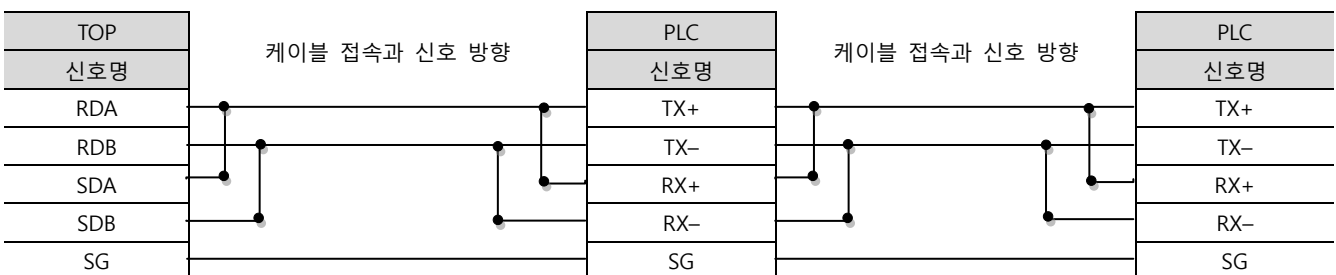 TOP 케이블 접속과 신호 방향 PLC 케이블 접속과 신호 방향 PLC
신호명 신호명 신호명
RDA TX+ TX+
RDB TX– TX–
SDA RX+ RX+
SDB RX– RX–
SG SG SG